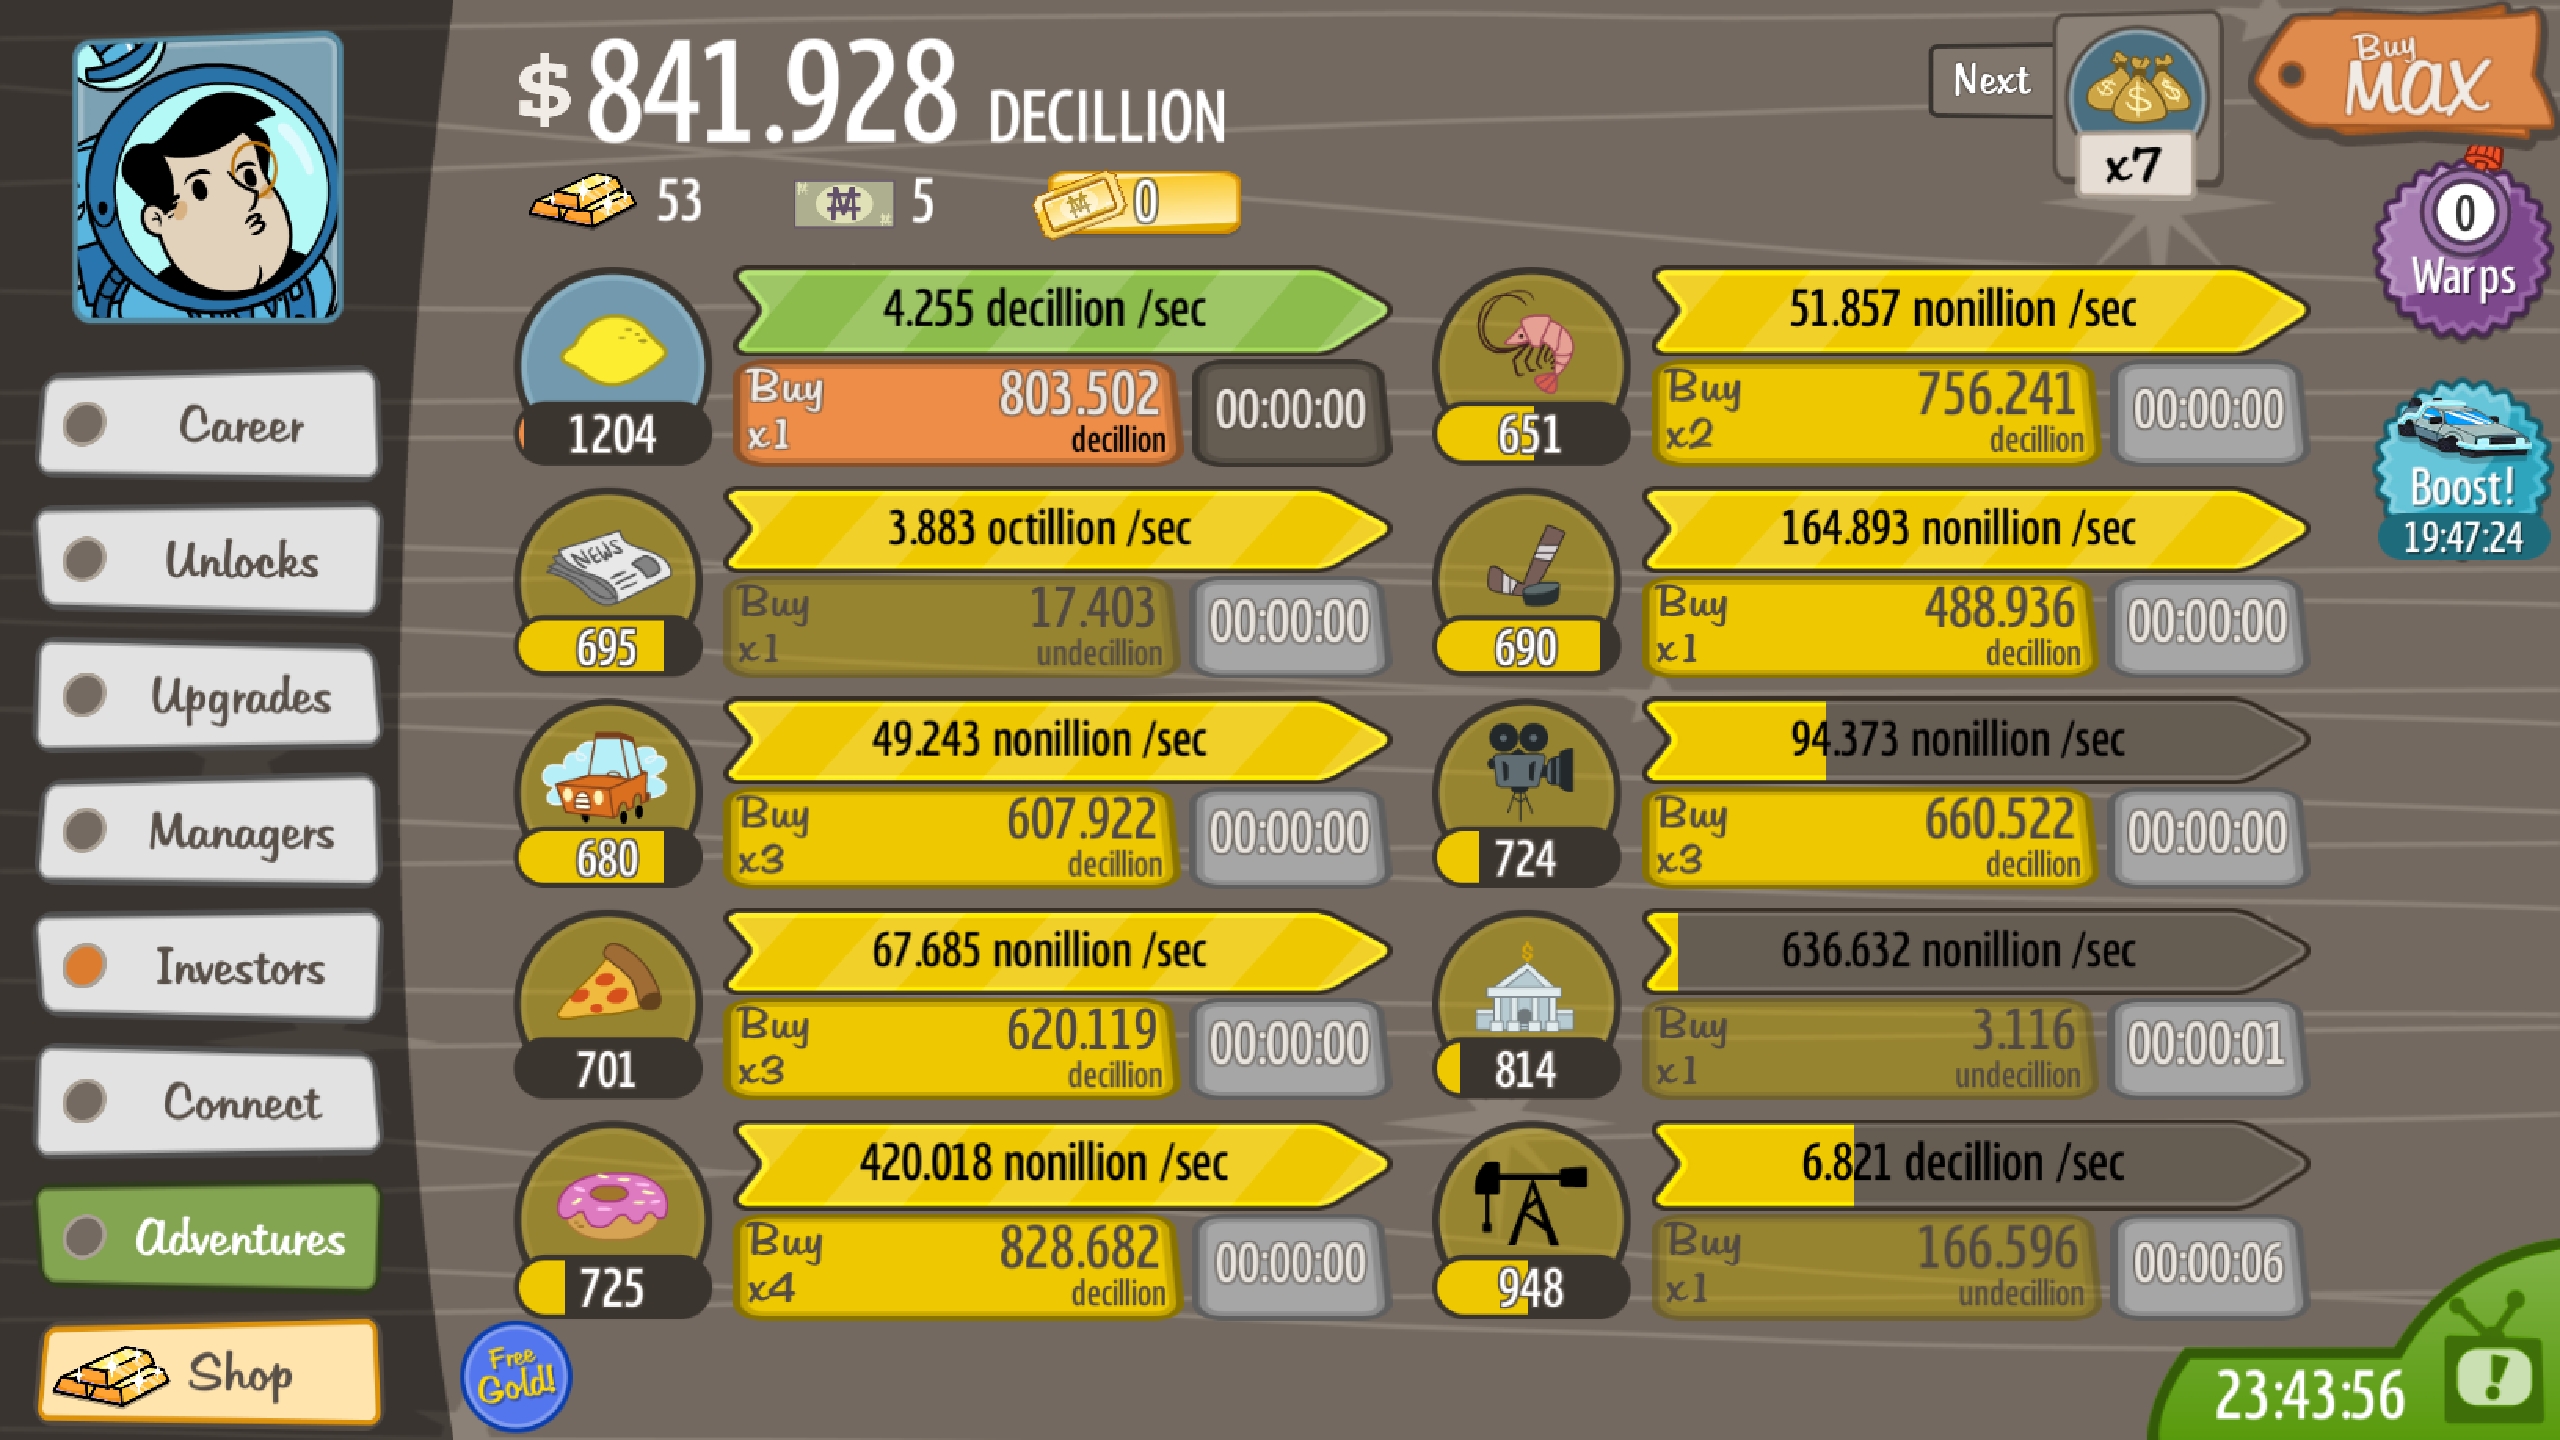 $841.928 DECILLION
53
5
0
Next
x7
Buy
MAX
0
Warps
Boost!
19:47:24
Career
Unlocks
Upgrades
Managers
Investors
Connect
Adventures
Shop
4.255 decillion /sec
1204
Buy
x1
803.502
decillion
00:00:00
51.857 nonillion /sec
651
Buy
x2
756.241
decillion
00:00:00
NEWS
3.883 octillion /sec
695
Buy
x1
17.403
undecillion
00:00:00
164.893 nonillion /sec
690
Buy
x1
488.936
decillion
00:00:00
49.243 nonillion /sec
680
Buy
x3
607.922
decillion
00:00:00
94.373 nonillion /sec
724
Buy
x3
660.522
decillion
00:00:00
67.685 nonillion /sec
701
Buy
x3
620.119
decillion
00:00:00
636.632 nonillion /sec
814
Buy
x1
3.116
undecillion
00:00:01
420.018 nonillion /sec
725
Buy
x4
828.682
decillion
00:00:00
6.821 decillion /sec
948
Buy
x1
166.596
undecillion
00:00:06
Free
Gold!
23:43:56